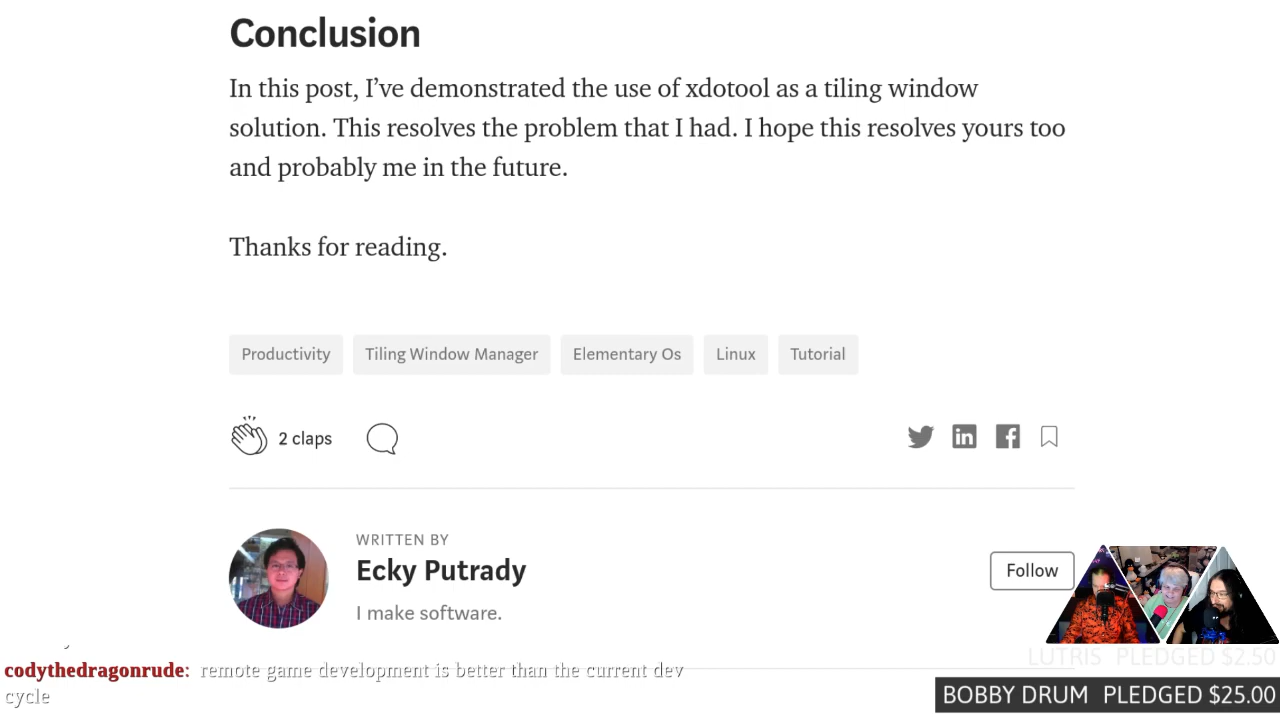 Conclusion
In this post, I’ve demonstrated the use of xdotool as a tiling window
solution. This resolves the problem that I had. I hope this resolves yours too
and probably me in the future.
Thanks for reading.
Productivity Tiling Window Manager Elementary Os Linux Tutorial
2 claps
WRITTEN BY
Ecky Putrady
Follow
I make software.
LUTRIS PLEDGED $2.50
codythedragonrude: remote game development is better than the current dev
cycle
BOBBY DRUM PLEDGED $25.00